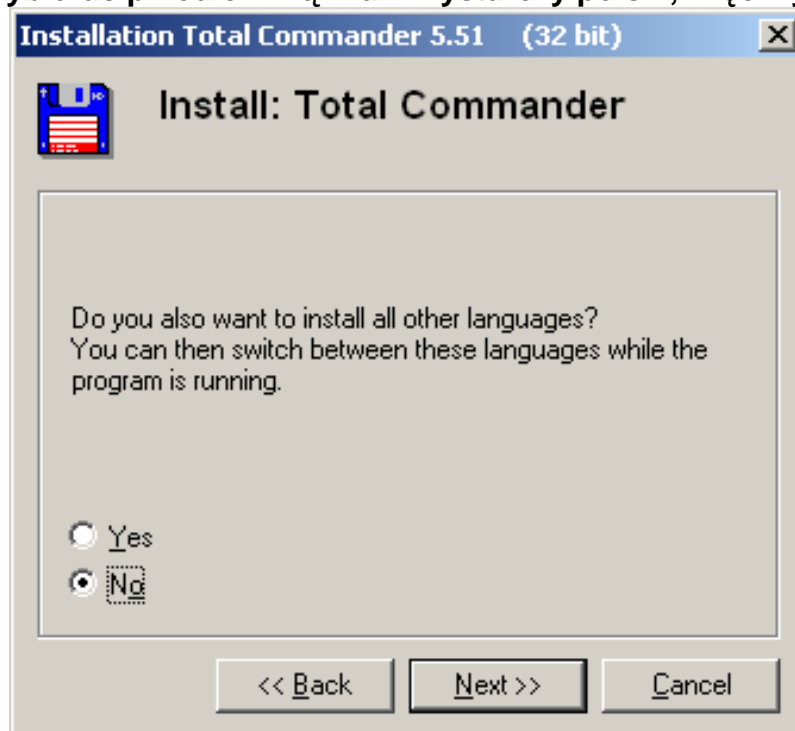 Installation Total Commander 5.51 (32 bit)
Install: Total Commander
Do you also want to install all other languages?
You can then switch between these languages while the
program is running.
Yes
No
<< Back Next >> Cancel